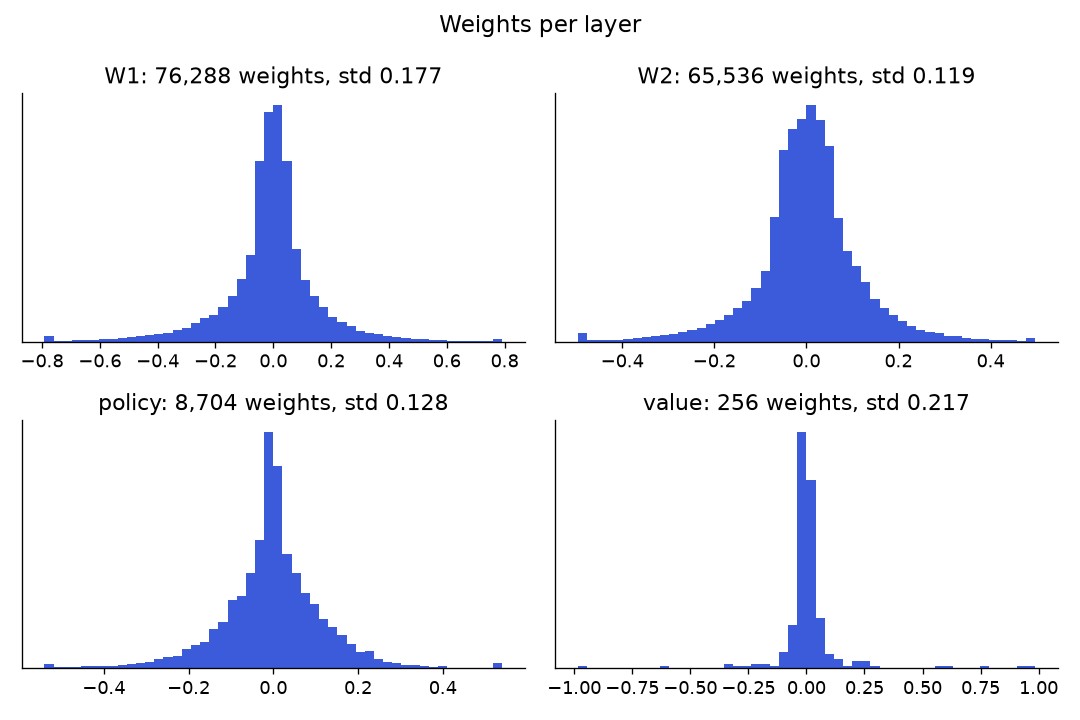 Weights per layer
W1: 76,288 weights, std 0.177
W2: 65,536 weights, std 0.119
−0.8 −0.6 −0.4 −0.2 0.0 0.2 0.4 0.6 0.8
−0.4 −0.2 0.0 0.2 0.4
policy: 8,704 weights, std 0.128
value: 256 weights, std 0.217
−0.4 −0.2 0.0 0.2 0.4
−1.00 −0.75 −0.50 −0.25 0.00 0.25 0.50 0.75 1.00